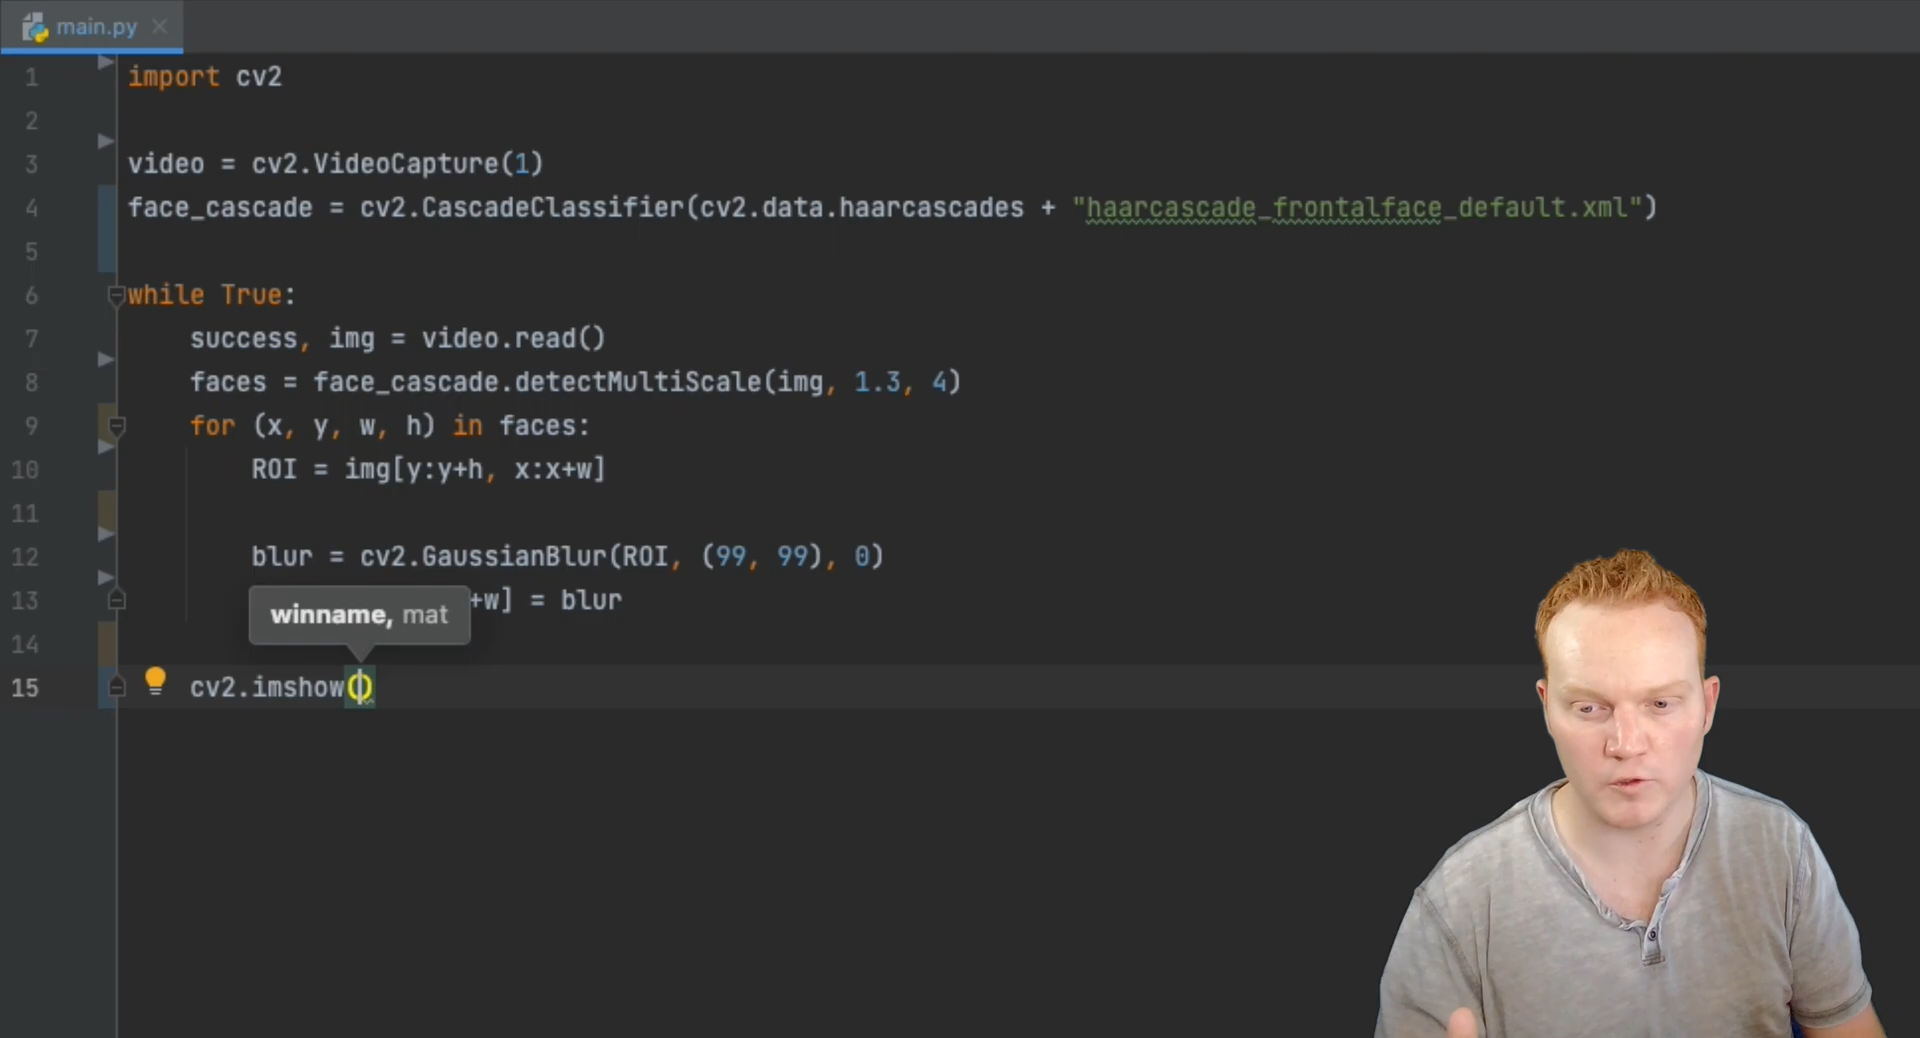 main.py
1 import cv2
2
3 video = cv2.VideoCapture(1)
4 face_cascade = cv2.CascadeClassifier(cv2.data.haarcascades + "haarcascade_frontalface_default.xml")
5
6 while True:
7 success, img = video.read()
8 faces = face_cascade.detectMultiScale(img, 1.3, 4)
9 for (x, y, w, h) in faces:
10 ROI = img[y:y+h, x:x+w]
11
12 blur = cv2.GaussianBlur(ROI, (99, 99), 0)
13 +w] = blur
winname, mat
14
15 cv2.imshow()